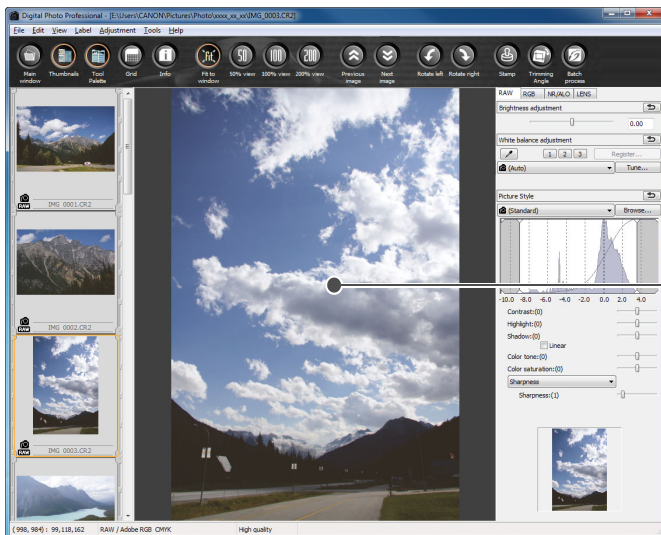 Digital Photo Professional - [E:\Users\CANON\Pictures\Photo\xxxx_xx_xx\IMG_0003.CR2]
File Edit View Label Adjustment Tools Help
50 100 200
Main window Thumbnails Tool Palette Grid Info Fit to window 50% view 100% view 200% view Previous image Next image Rotate left Rotate right Stamp Trimming Angle Batch process
RAW RGB NR/ALO LENS
Brightness adjustment
0.00
White balance adjustment
1 2 3 Register...
(Auto) Tune...
Picture Style
(Standard) Browse...
-10.0 -8.0 -6.0 -4.0 -2.0 0.0 2.0 4.0
Contrast:(0)
Highlight:(0)
Shadow:(0)
Linear
Color tone:(0)
Color saturation:(0)
Sharpness
Sharpness:(1)
RAW
IMG_0001.CR2
RAW
IMG_0002.CR2
RAW
IMG_0003.CR2
(998, 984) : 99,118,162 RAW / Adobe RGB CMYK High quality